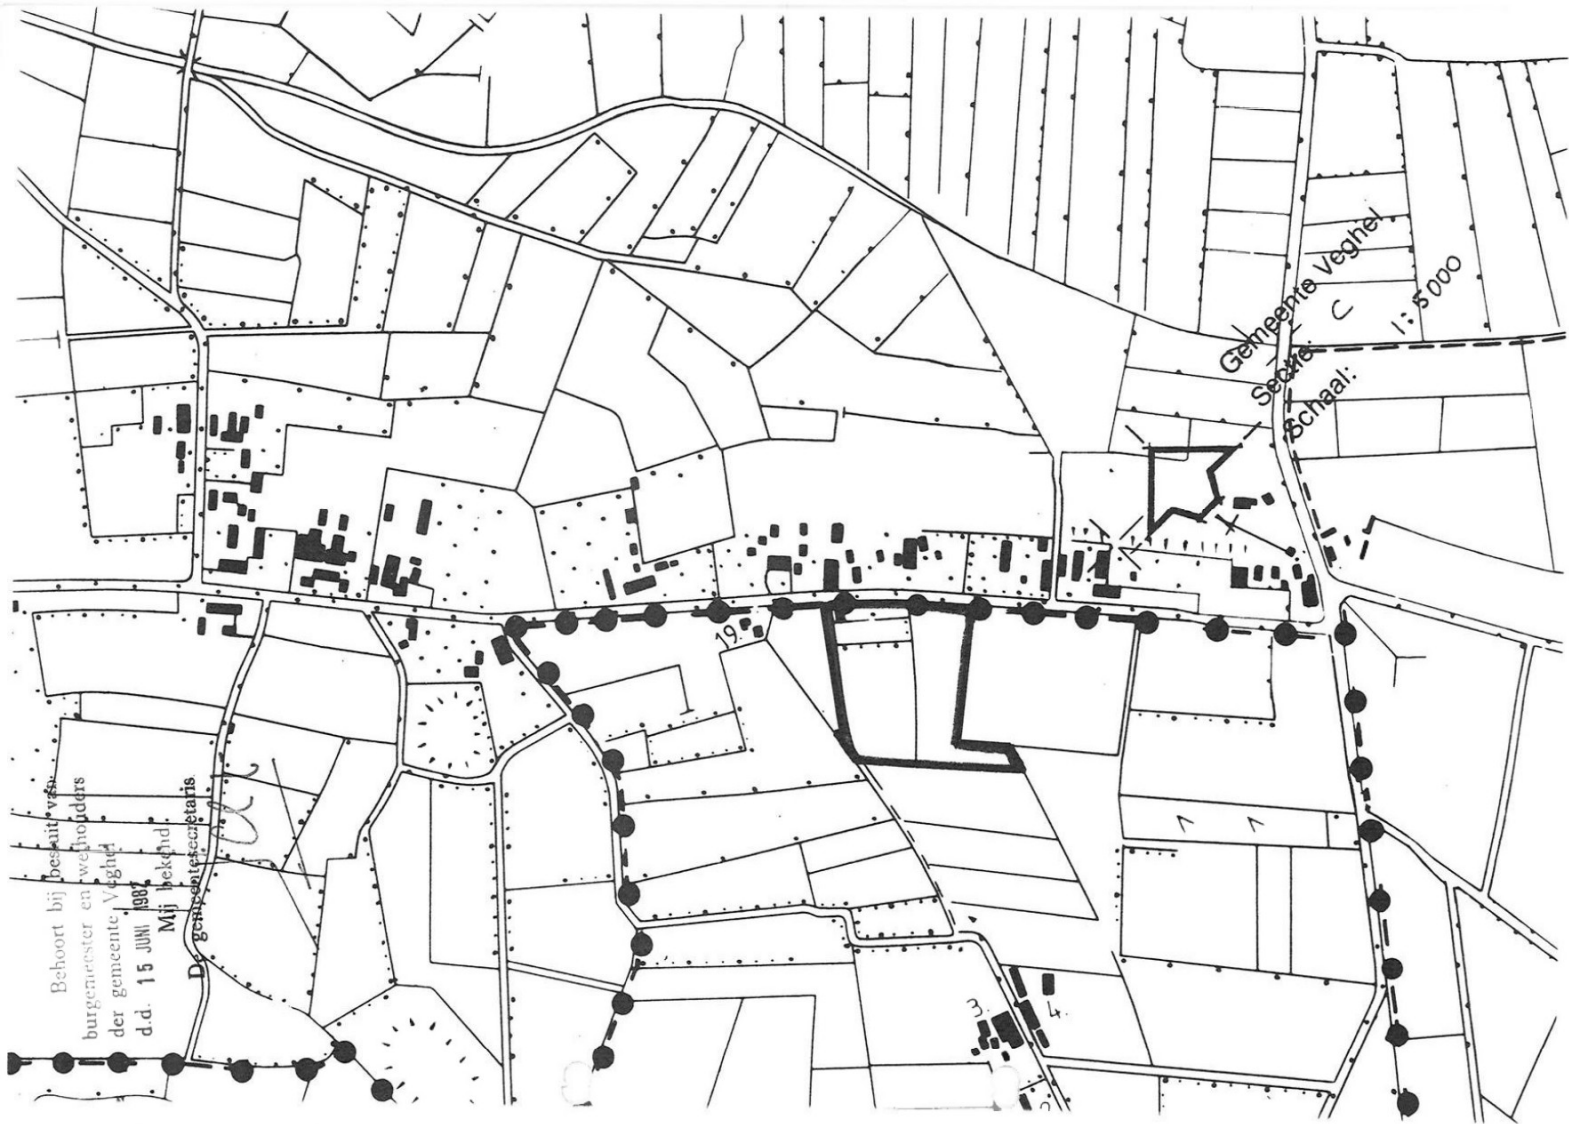 Gemeente Veghel
Sectie C
Schaal: 1:5000
19.
3.
4.
Behoort bij besluit van
burgemeester en wethouders
der gemeente Veghel
d.d. 15 JUNI 1982
Mij bekend
De gemeentesecretaris